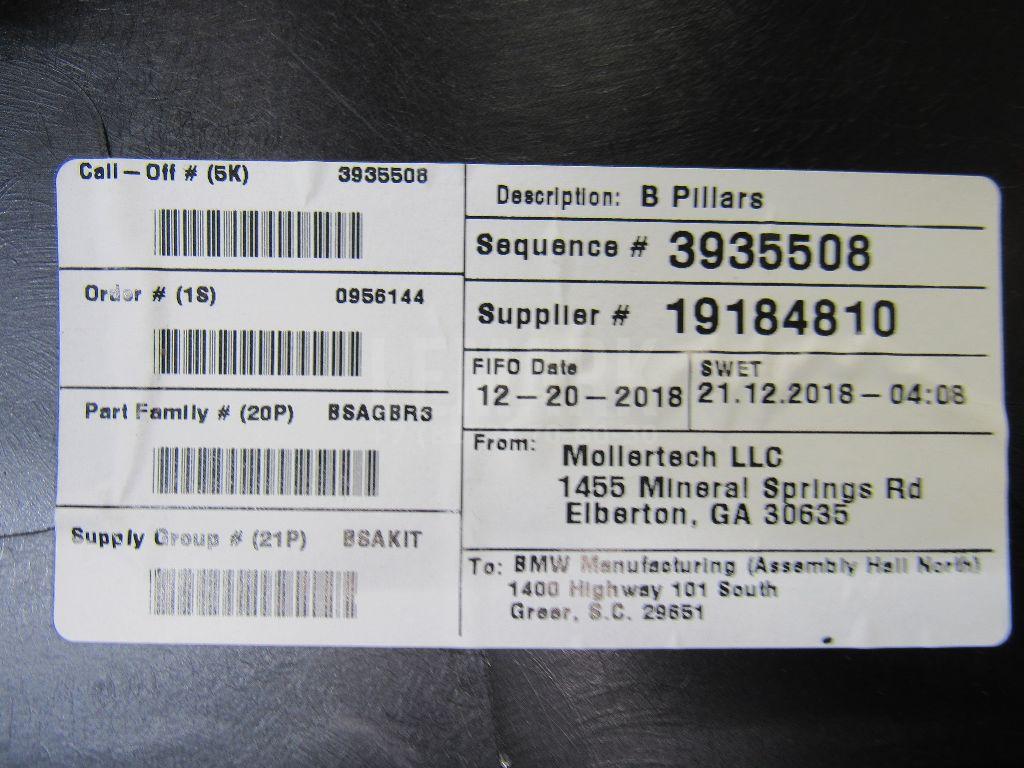 Call-Off # (5K) 3935508
Order # (1S) 0956144
Part Family # (20P) BSAGBR3
Supply Group # (21P) BSAKIT
Description: B Pillars
Sequence # 3935508
Supplier # 19184810
FIFO Date
12-20-2018
SWET
21.12.2018-04:08
From: Mollertech LLC
1455 Mineral Springs Rd
Elberton, GA 30635
To: BMW Manufacturing (Assembly Hall North)
1400 Highway 101 South
Greer, S.C. 29651